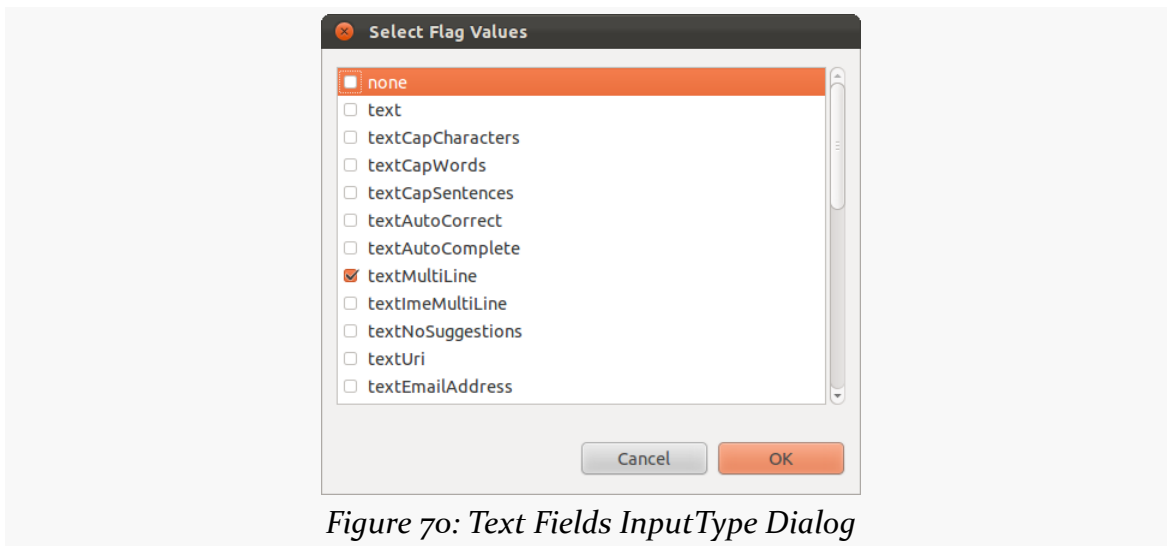 Select Flag Values
none
text
textCapCharacters
textCapWords
textCapSentences
textAutoCorrect
textAutoComplete
textMultiLine
textImeMultiLine
textNoSuggestions
textUri
textEmailAddress
Cancel OK
Figure 70: Text Fields InputType Dialog